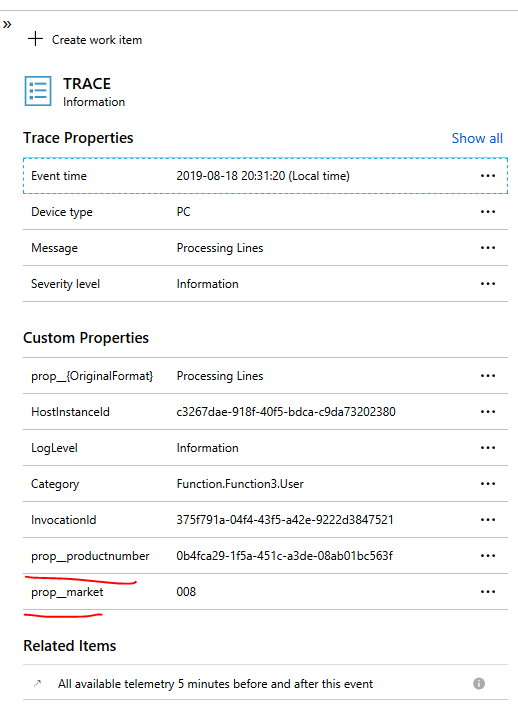 »
+ Create work item
TRACE
Information
Trace Properties Show all
Event time 2019-08-18 20:31:20 (Local time) •••
Device type PC •••
Message Processing Lines •••
Severity level Information •••
Custom Properties
prop__{OriginalFormat} Processing Lines •••
HostInstanceId c3267dae-918f-40f5-bdca-c9da73202380 •••
LogLevel Information •••
Category Function.Function3.User •••
InvocationId 375f791a-04f4-43f5-a42e-9222d3847521 •••
prop__productnumber 0b4fca29-1f5a-451c-a3de-08ab01bc563f •••
prop__market 008 •••
Related Items
All available telemetry 5 minutes before and after this event